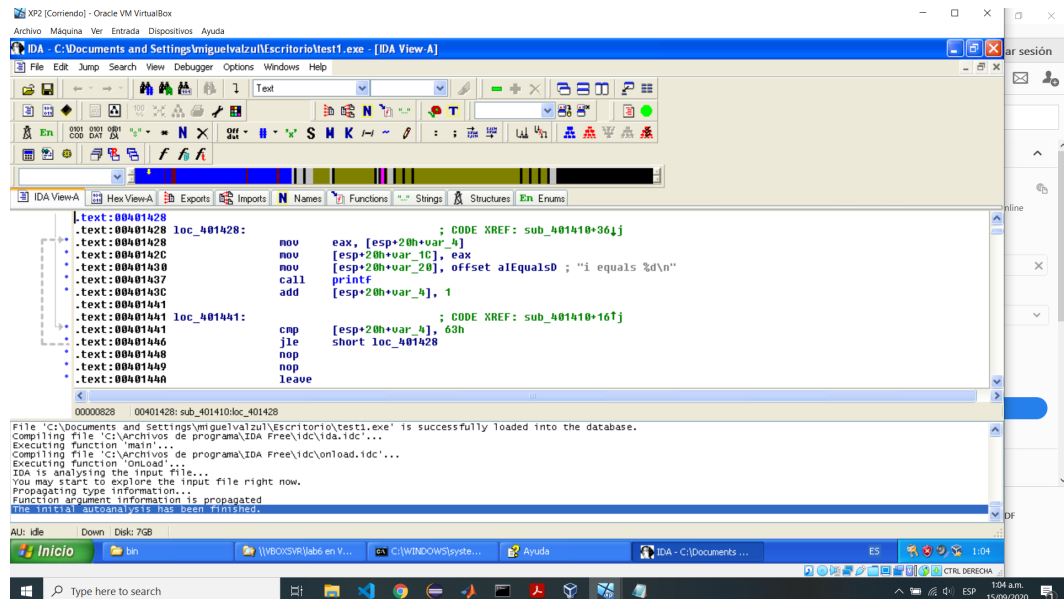 XP2 [Corriendo] - Oracle VM VirtualBox
Archivo Máquina Ver Entrada Dispositivos Ayuda
IDA - C:\Documents and Settings\miguelvalzul\Escritorio\test1.exe - [IDA View-A]
ar sesión
File Edit Jump Search View Debugger Options Windows Help
Text
En
S M K
IDA View-A Hex View-A Exports Imports N Names Functions Strings Structures En Enums
nline
.text:00401428
.text:00401428 loc_401428: ; CODE XREF: sub_401410+36↓j
.text:00401428 mov eax, [esp+20h+var_4]
.text:0040142C mov [esp+20h+var_1C], eax
.text:00401430 mov [esp+20h+var_20], offset aIEqualsD ; "i equals %d\n"
.text:00401437 call printf
.text:0040143C add [esp+20h+var_4], 1
.text:00401441
.text:00401441 loc_401441: ; CODE XREF: sub_401410+16↑j
.text:00401441 cmp [esp+20h+var_4], 63h
.text:00401446 jle short loc_401428
.text:00401448 nop
.text:00401449 nop
.text:0040144A leave
00000828 00401428: sub_401410:loc_401428
File 'C:\Documents and Settings\miguelvalzul\Escritorio\test1.exe' is successfully loaded into the database.
Compiling file 'C:\Archivos de programa\IDA Free\idc\ida.idc'...
Executing function 'main'...
Compiling file 'C:\Archivos de programa\IDA Free\idc\onload.idc'...
Executing function 'OnLoad'...
IDA is analysing the input file...
You may start to explore the input file right now.
Propagating type information...
Function argument information is propagated
The initial autoanalysis has been finished.
DF
AU: idle Down Disk: 7GB
Inicio bin \\VBOXSVR\lab6 en V... C:\WINDOWS\syste... Ayuda IDA - C:\Documents ... ES 1:04
CTRL DERECHA
Type here to search ESP 1:04 a.m.
15/09/2020